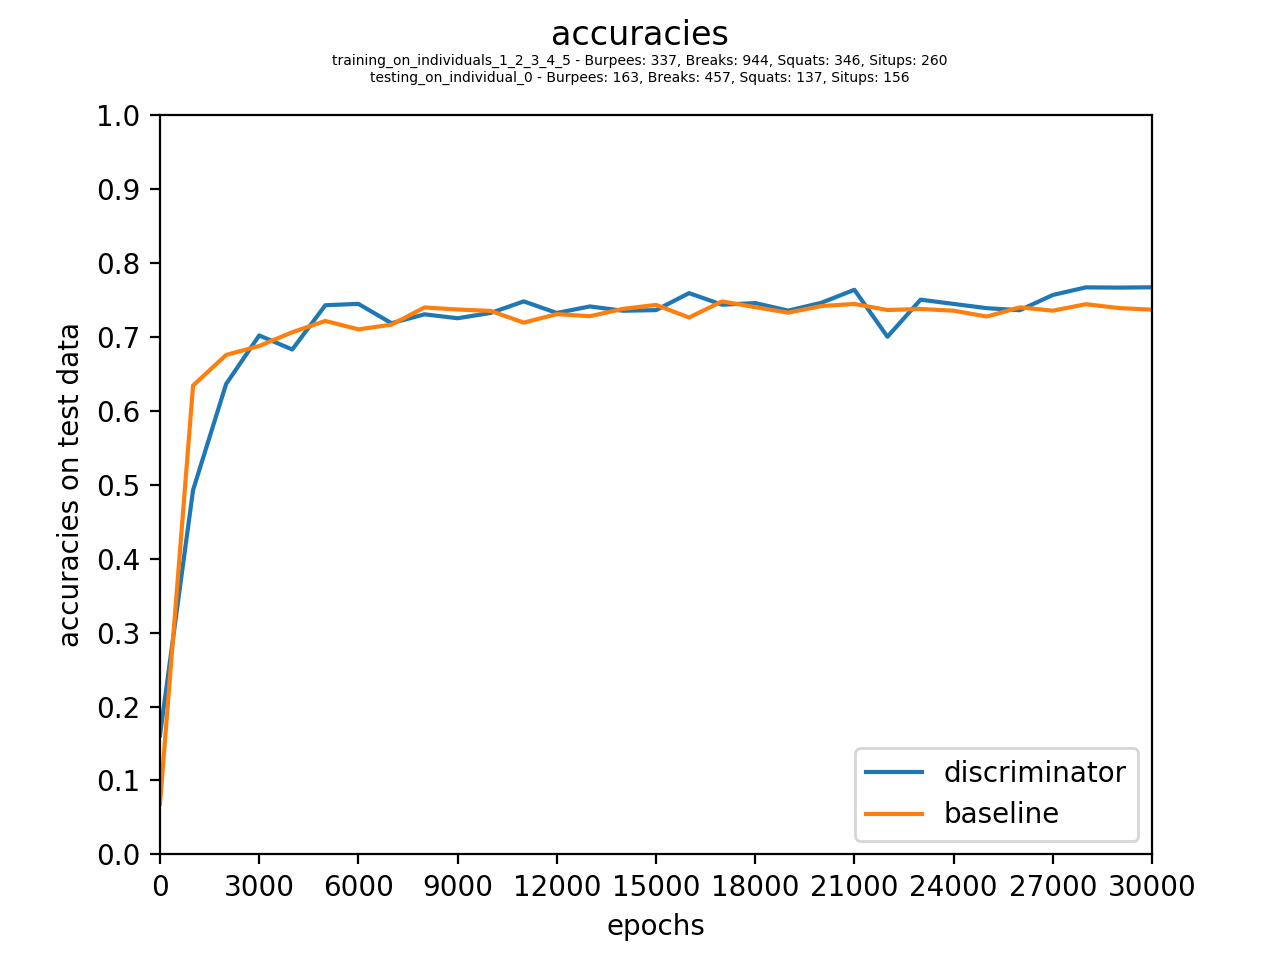 accuracies
training_on_individuals_1_2_3_4_5 - Burpees: 337, Breaks: 944, Squats: 346, Situps: 260
testing_on_individual_0 - Burpees: 163, Breaks: 457, Squats: 137, Situps: 156
1.0
0.9
0.8
0.7
0.6
0.5
0.4
0.3
0.2
0.1
0.0
accuracies on test data
discriminator
baseline
0 3000 6000 9000 12000 15000 18000 21000 24000 27000 30000
epochs